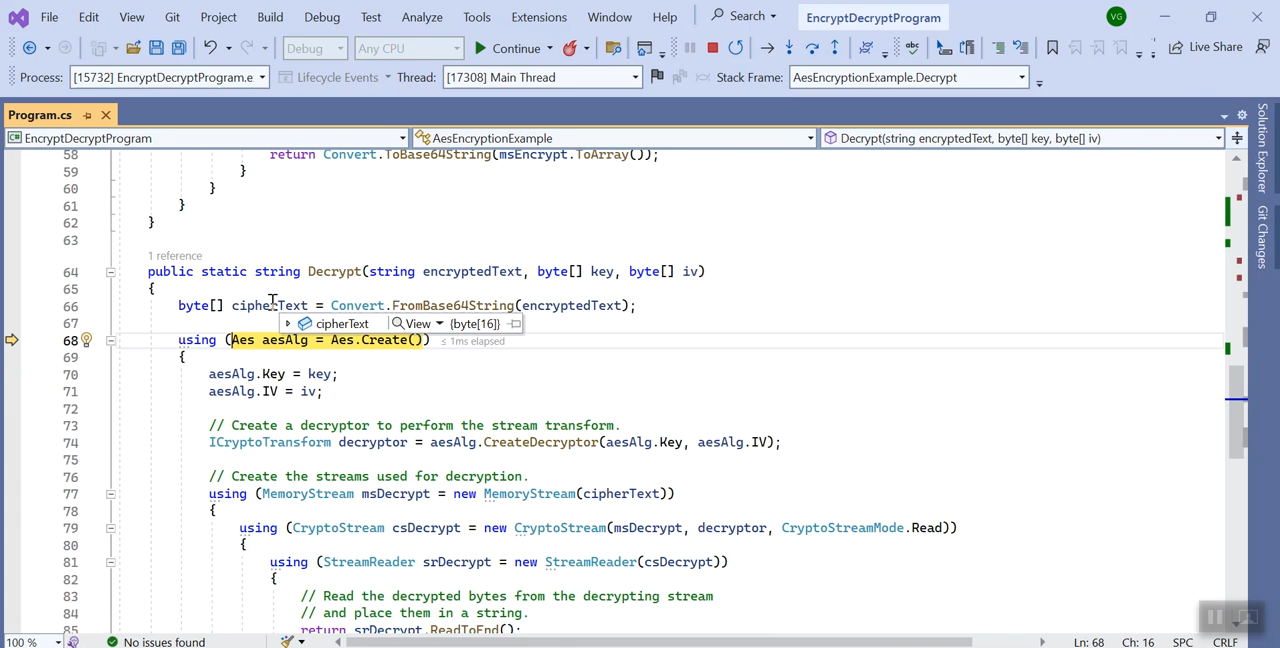 File Edit View Git Project Build Debug Test Analyze Tools Extensions Window Help Search EncryptDecryptProgram VG
Debug Any CPU Continue Live Share
Process: [15732] EncryptDecryptProgram.e: Lifecycle Events Thread: [17308] Main Thread Stack Frame: AesEncryptionExample.Decrypt
Program.cs
EncryptDecryptProgram AesEncryptionExample Decrypt(string encryptedText, byte[] key, byte[] iv)
58 return Convert.ToBase64String(msEncrypt.ToArray());
59 }
60 }
61 }
62 }
63
1 reference
64 public static string Decrypt(string encryptedText, byte[] key, byte[] iv)
65 {
66 byte[] cipherText = Convert.FromBase64String(encryptedText);
67
cipherText View {byte[16]}
68 using (Aes aesAlg = Aes.Create()) ≤ 1ms elapsed
69 {
70 aesAlg.Key = key;
71 aesAlg.IV = iv;
72
73 // Create a decryptor to perform the stream transform.
74 ICryptoTransform decryptor = aesAlg.CreateDecryptor(aesAlg.Key, aesAlg.IV);
75
76 // Create the streams used for decryption.
77 using (MemoryStream msDecrypt = new MemoryStream(cipherText))
78 {
79 using (CryptoStream csDecrypt = new CryptoStream(msDecrypt, decryptor, CryptoStreamMode.Read))
80 {
81 using (StreamReader srDecrypt = new StreamReader(csDecrypt))
82 {
83 // Read the decrypted bytes from the decrypting stream
84 // and place them in a string.
85 return srDecrypt.ReadToEnd();
100 % No issues found Ln: 68 Ch: 16 SPC CRLF
Solution Explorer
Git Changes